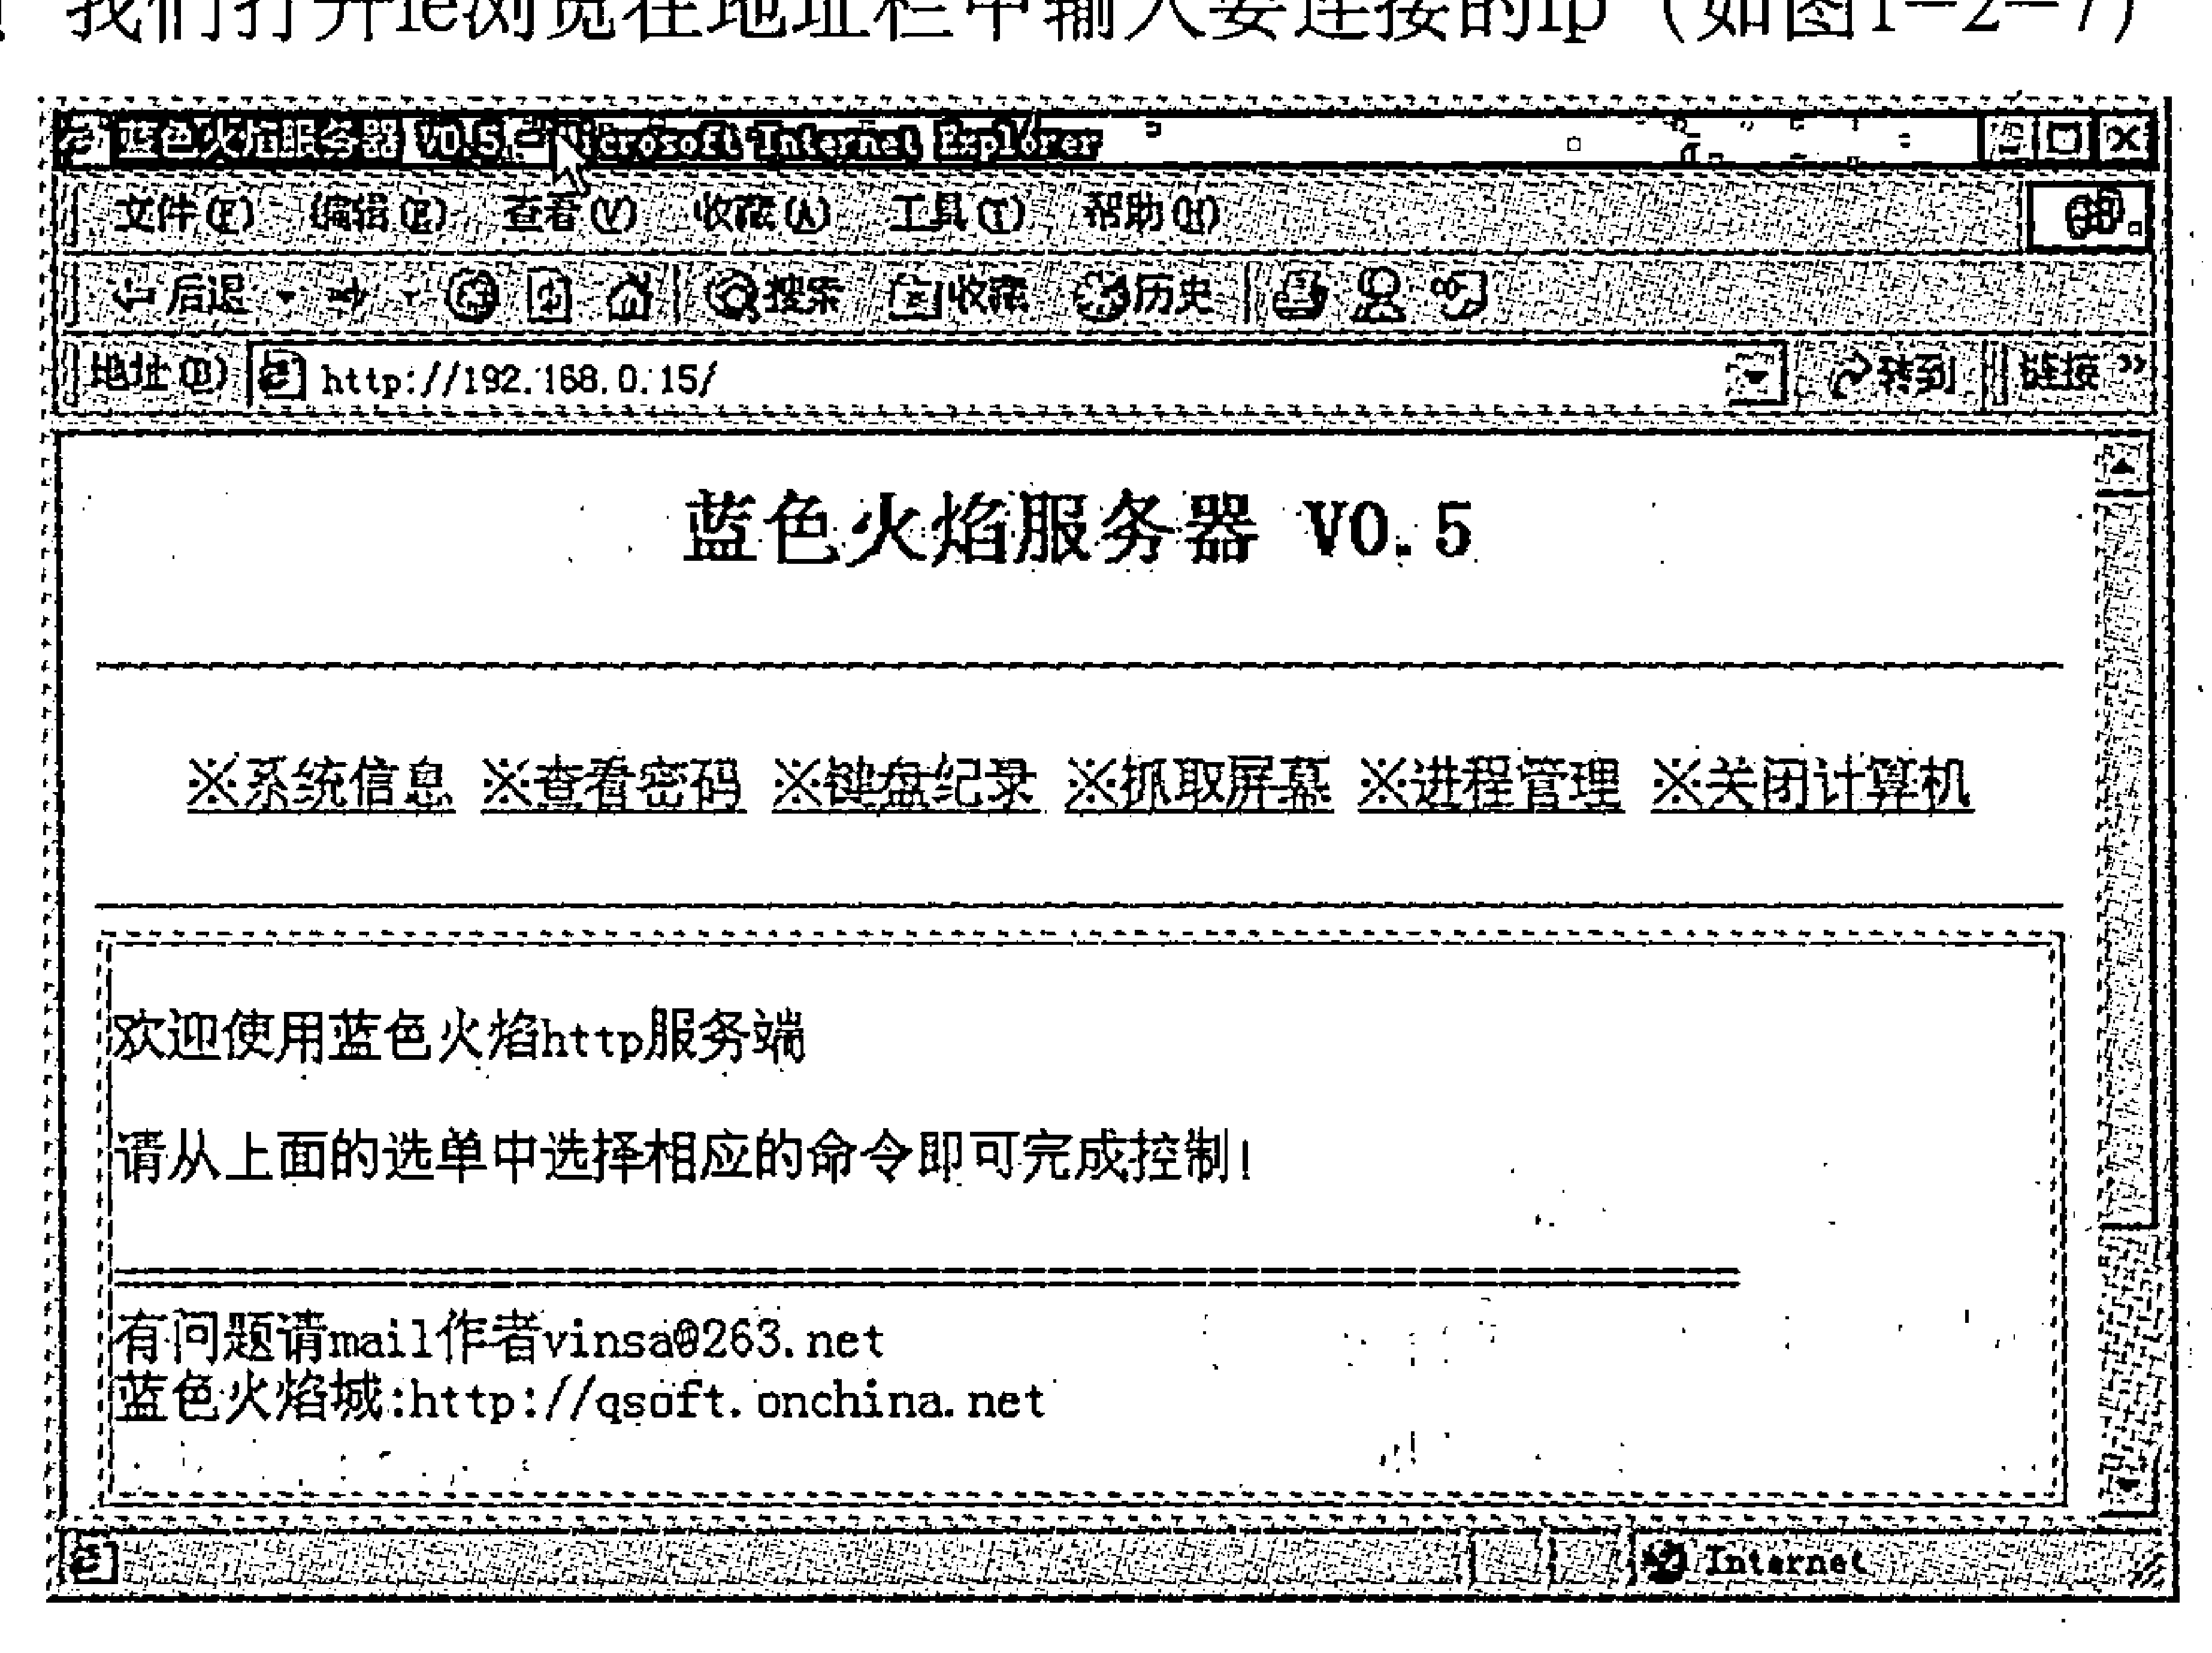 我们打开ie浏览在地址栏中输入要连接的ip（如图1-2-7）
蓝色火焰服务器 V0.5 - Microsoft Internet Explorer
文件(F) 编辑(E) 查看(V) 收藏(A) 工具(T) 帮助(H)
后退 搜索 收藏 历史
地址(D) http://192.168.0.15/ 转到 链接 »
蓝色火焰服务器 V0.5
※系统信息 ※查看密码 ※键盘纪录 ※抓取屏幕 ※进程管理 ※关闭计算机
欢迎使用蓝色火焰http服务端
请从上面的选单中选择相应的命令即可完成控制!
有问题请mail作者vinsa@263.net
蓝色火焰城:http://qsoft.onchina.net
Internet